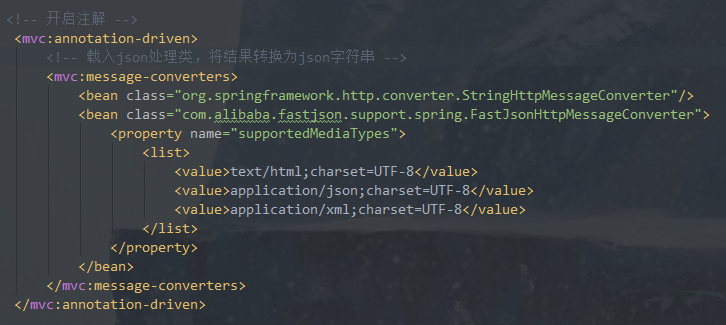 <!-- 开启注解 -->
<mvc:annotation-driven>
<!-- 载入json处理类，将结果转换为json字符串 -->
<mvc:message-converters>
<bean class="org.springframework.http.converter.StringHttpMessageConverter"/>
<bean class="com.alibaba.fastjson.support.spring.FastJsonHttpMessageConverter">
<property name="supportedMediaTypes">
<list>
<value>text/html;charset=UTF-8</value>
<value>application/json;charset=UTF-8</value>
<value>application/xml;charset=UTF-8</value>
</list>
</property>
</bean>
</mvc:message-converters>
</mvc:annotation-driven>